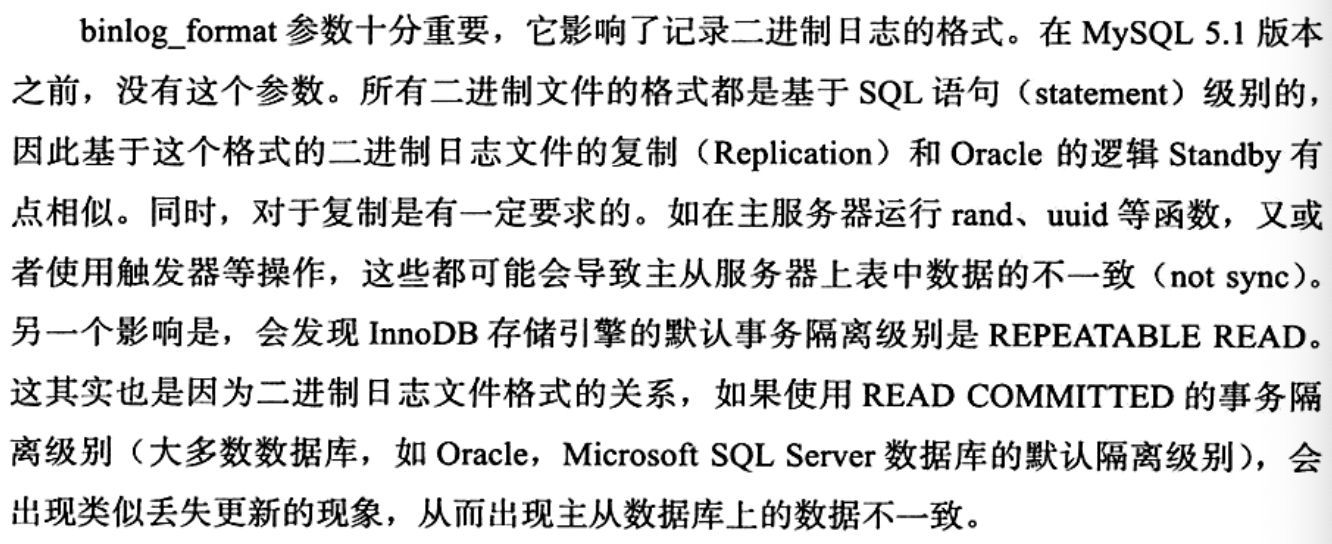 binlog_format 参数十分重要，它影响了记录二进制日志的格式。在 MySQL 5.1 版本
之前，没有这个参数。所有二进制文件的格式都是基于 SQL 语句（statement）级别的，
因此基于这个格式的二进制日志文件的复制（Replication）和 Oracle 的逻辑 Standby 有
点相似。同时，对于复制是有一定要求的。如在主服务器运行 rand、uuid 等函数，又或
者使用触发器等操作，这些都可能会导致主从服务器上表中数据的不一致（not sync）。
另一个影响是，会发现 InnoDB 存储引擎的默认事务隔离级别是 REPEATABLE READ。
这其实也是因为二进制日志文件格式的关系，如果使用 READ COMMITTED 的事务隔
离级别（大多数数据库，如 Oracle，Microsoft SQL Server 数据库的默认隔离级别），会
出现类似丢失更新的现象，从而出现主从数据库上的数据不一致。